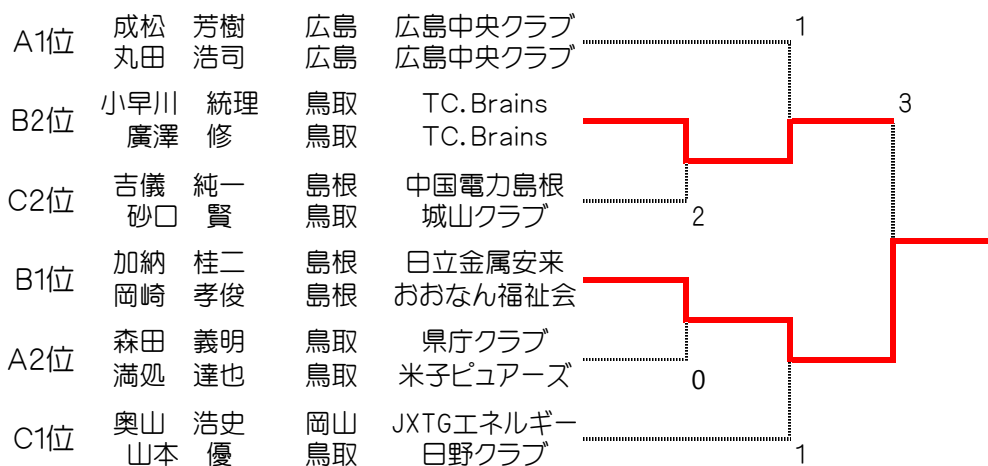 A1位 成松 芳樹 広島 広島中央クラブ 1
丸田 浩司 広島 広島中央クラブ
B2位 小早川 統理 鳥取 TC.Brains 3
廣澤 修 鳥取 TC.Brains
C2位 吉儀 純一 島根 中国電力島根
砂口 賢 鳥取 城山クラブ 2
B1位 加納 桂二 島根 日立金属安来
岡崎 孝俊 島根 おおなん福祉会
A2位 森田 義明 鳥取 県庁クラブ
満処 達也 鳥取 米子ピュアーズ 0
C1位 奥山 浩史 岡山 JXTGエネルギー
山本 優 鳥取 日野クラブ 1